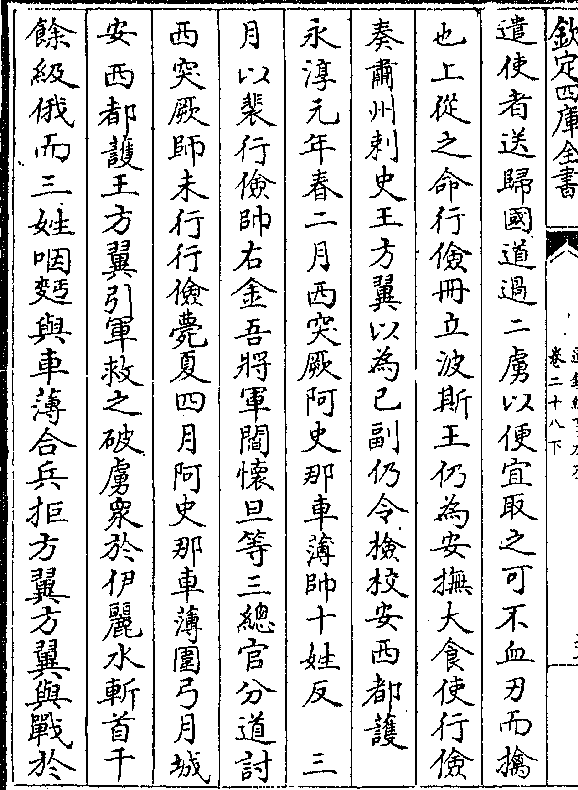 欽定四庫全書
卷二十八下
遣使者送歸國道過二虜以便宜取之可不血刃而擒
也上從之命行儉冊立波斯王仍為安撫大食使行儉
奏肅州刺史王方翼以為已副仍令檢校安西都護
永淳元年春二月西突厥阿史那車薄帥十姓反 三
月以裴行儉帥右金吾將軍閻懷旦等三總官分道討
西突厥師未行行儉薨夏四月阿史那車薄圍弓月城
安西都護王方翼引軍救之破虜衆於伊麗水斬首千
餘級俄而三姓咽麫與車薄合兵拒方翼方翼與戰於